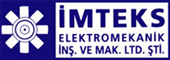 İMTEKS
ELEKTROMEKANİK
İNŞ. VE MAK. LTD. ŞTİ.